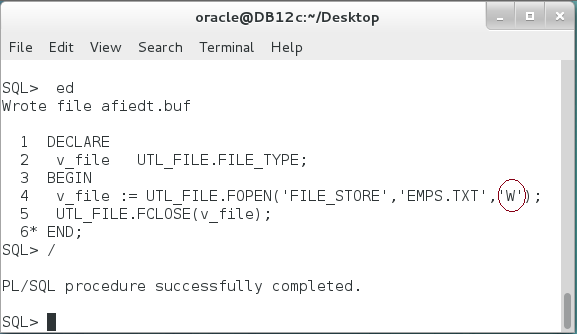 oracle@DB12c:~/Desktop
File Edit View Search Terminal Help
SQL>  ed
Wrote file afiedt.buf
  1  DECLARE
  2   v_file   UTL_FILE.FILE_TYPE;
  3  BEGIN
  4   v_file := UTL_FILE.FOPEN('FILE_STORE','EMPS.TXT','W');
  5   UTL_FILE.FCLOSE(v_file);
  6* END;
SQL> /
PL/SQL procedure successfully completed.
SQL>